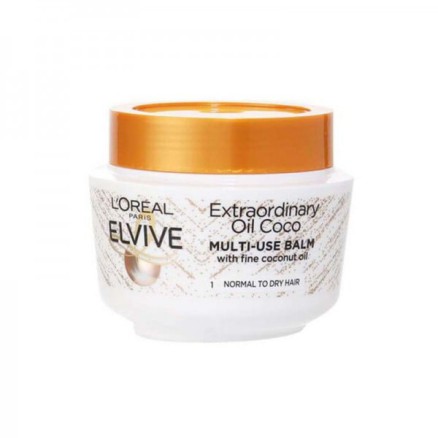 L'ORÉAL
PARIS
ELVIVE
Extraordinary
Oil Coco
MULTI-USE BALM
with fine coconut oil
1 NORMAL TO DRY HAIR